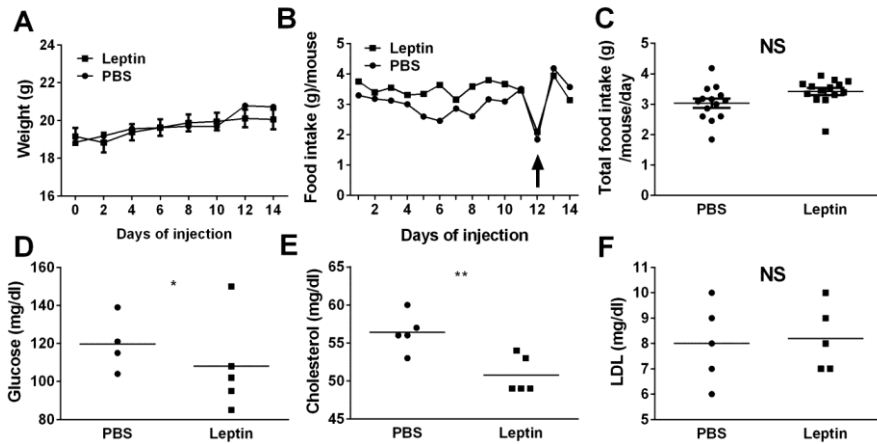 A
Weight (g)
22
20
18
16
Leptin
PBS
0 2 4 6 8 10 12 14
Days of injection
B
Food intake (g)/mouse
5
4
3
2
1
0
Leptin
PBS
2 4 6 8 10 12 14
Days of injection
C
Total food intake (g)
/mouse/day
5
4
3
2
1
0
NS
PBS Leptin
D
Glucose (mg/dl)
160
140
120
100
80
*
PBS Leptin
E
Cholesterol (mg/dl)
65
60
55
50
45
**
PBS Leptin
F
LDL (mg/dl)
11
10
9
8
7
6
5
NS
PBS Leptin